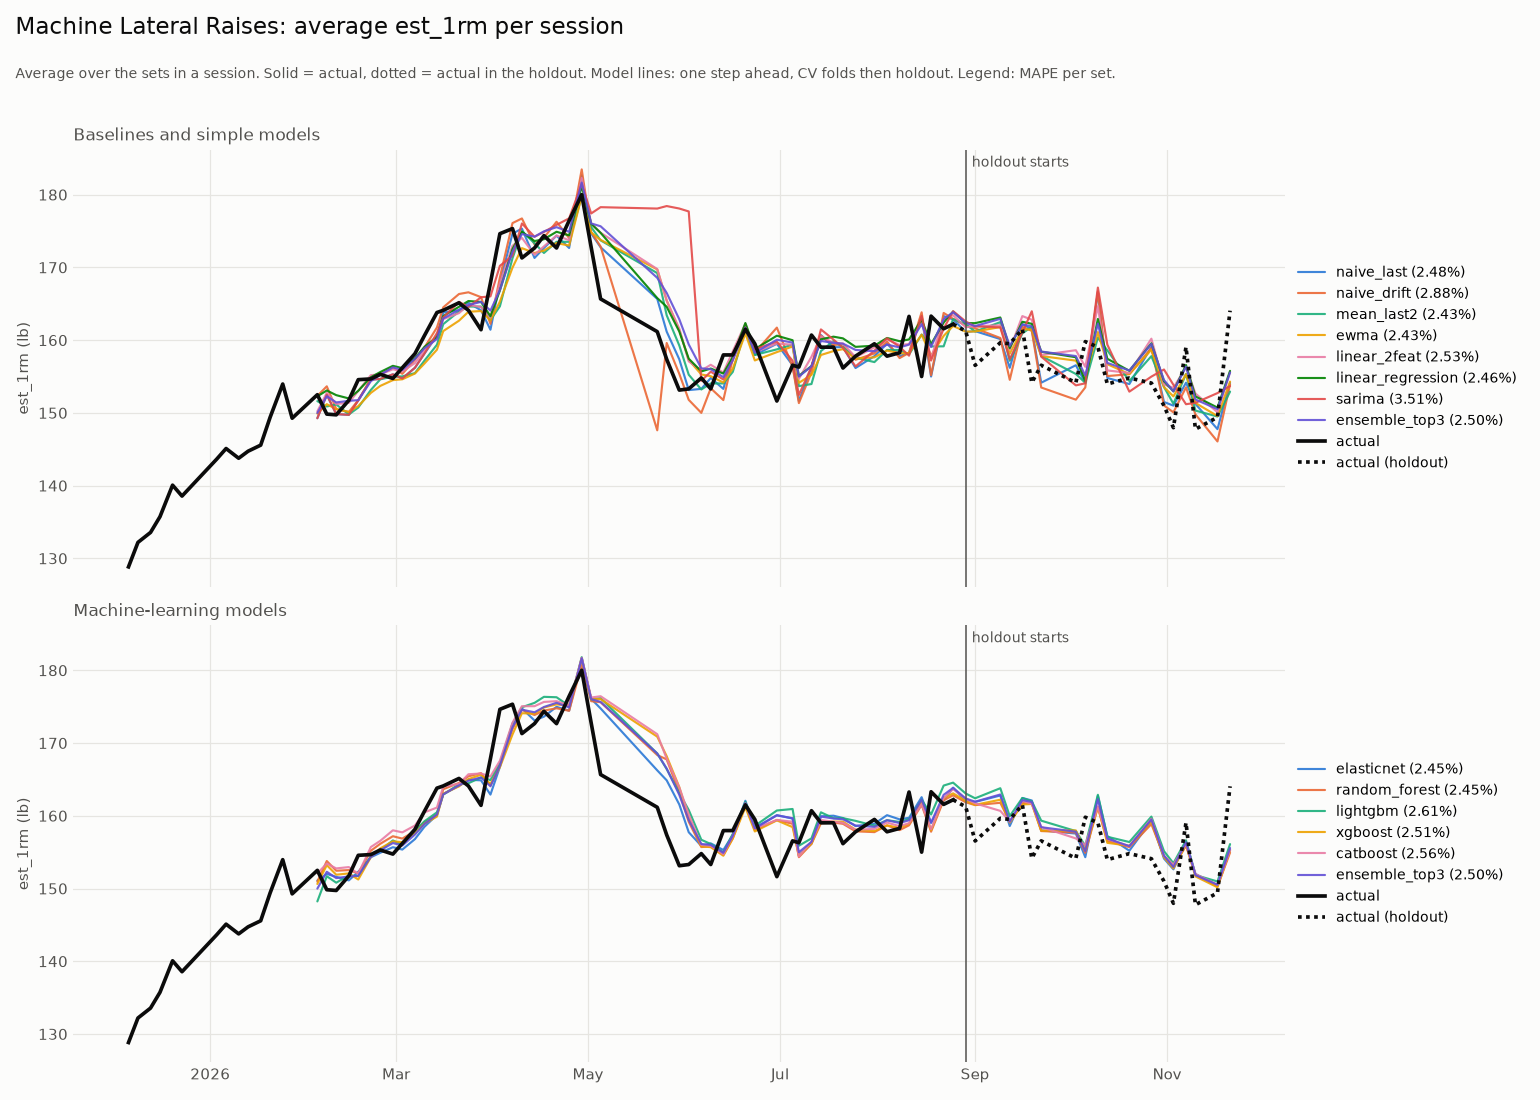 Machine Lateral Raises: average est_1rm per session
Average over the sets in a session. Solid = actual, dotted = actual in the holdout. Model lines: one step ahead, CV folds then holdout. Legend: MAPE per set.
Baselines and simple models
holdout starts
180
170
160
150
140
130
est_1rm (lb)
naive_last (2.48%)
naive_drift (2.88%)
mean_last2 (2.43%)
ewma (2.43%)
linear_2feat (2.53%)
linear_regression (2.46%)
sarima (3.51%)
ensemble_top3 (2.50%)
actual
actual (holdout)
Machine-learning models
holdout starts
180
170
160
150
140
130
est_1rm (lb)
elasticnet (2.45%)
random_forest (2.45%)
lightgbm (2.61%)
xgboost (2.51%)
catboost (2.56%)
ensemble_top3 (2.50%)
actual
actual (holdout)
2026 Mar May Jul Sep Nov